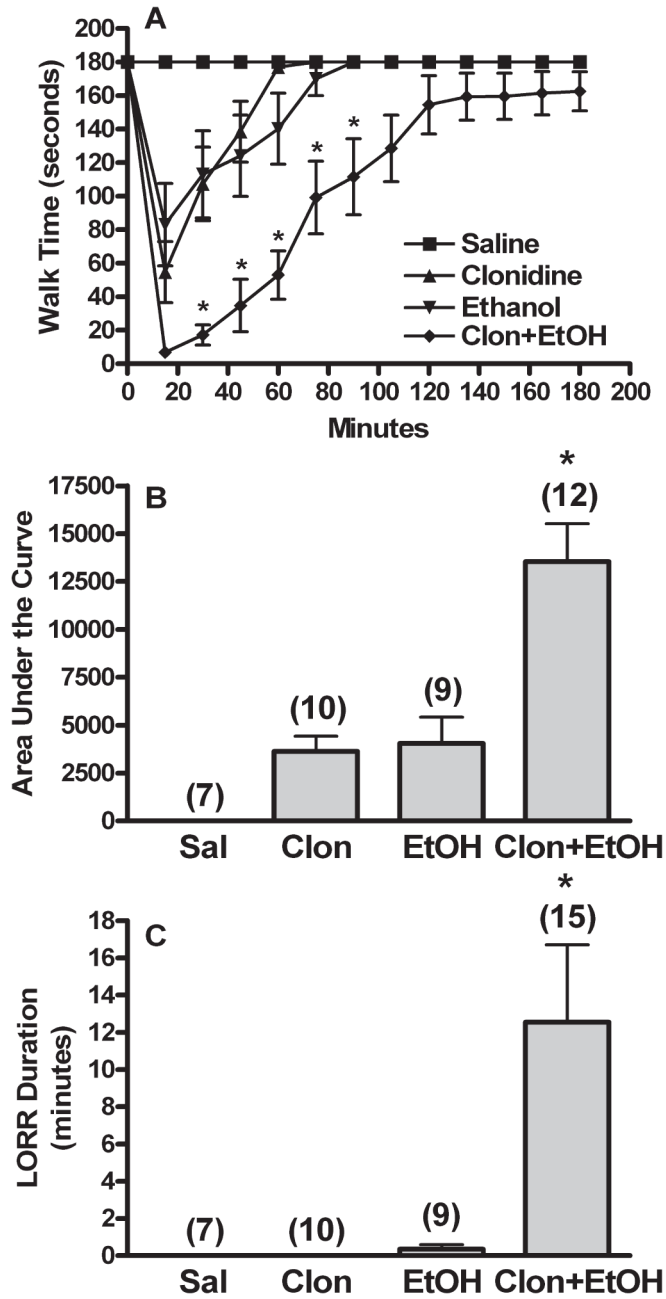 A
200
180
160
140
120
100
80
60
40
20
0
Walk Time (seconds)
* * * * *
Saline
Clonidine
Ethanol
Clon+EtOH
0 20 40 60 80 100 120 140 160 180 200
Minutes
B
17500
15000
12500
10000
7500
5000
2500
0
Area Under the Curve
*
(12)
(9)
(10)
(7)
Sal Clon EtOH Clon+EtOH
C
18
16
14
12
10
8
6
4
2
0
LORR Duration
(minutes)
*
(15)
(7) (10) (9)
Sal Clon EtOH Clon+EtOH